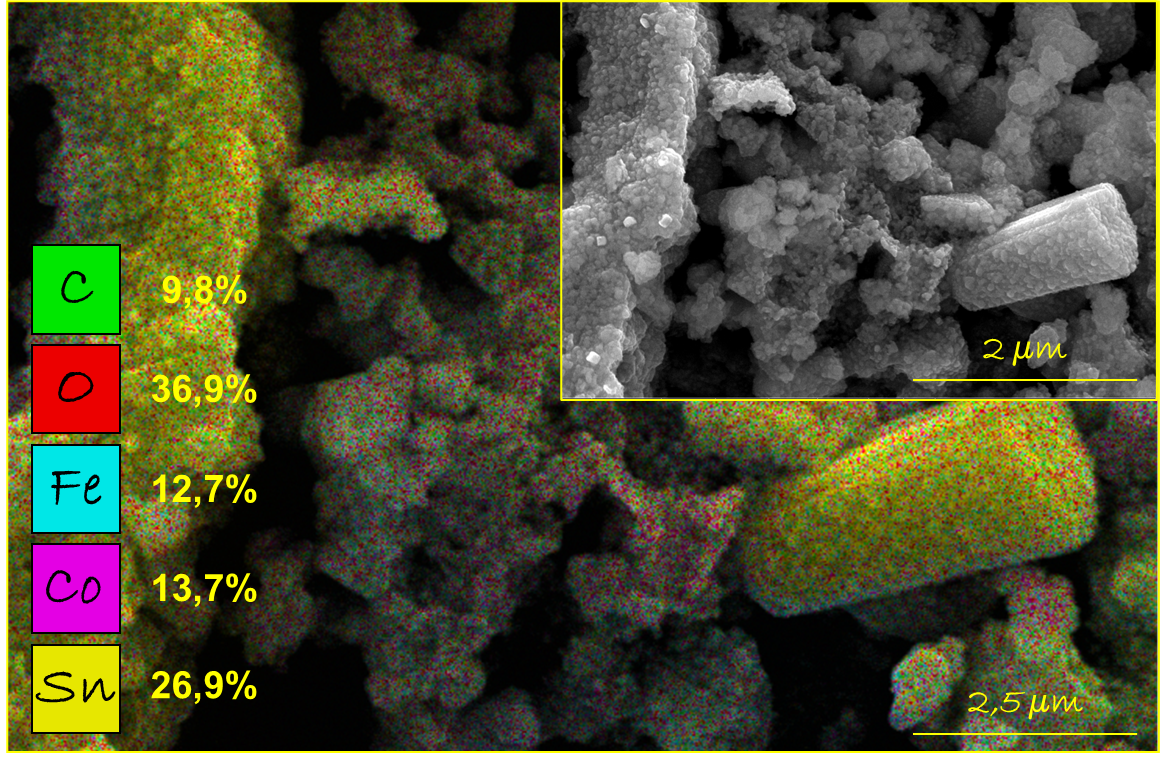 2 μm
C 9,8%
O 36,9%
Fe 12,7%
Co 13,7%
Sn 26,9%
2,5 μm